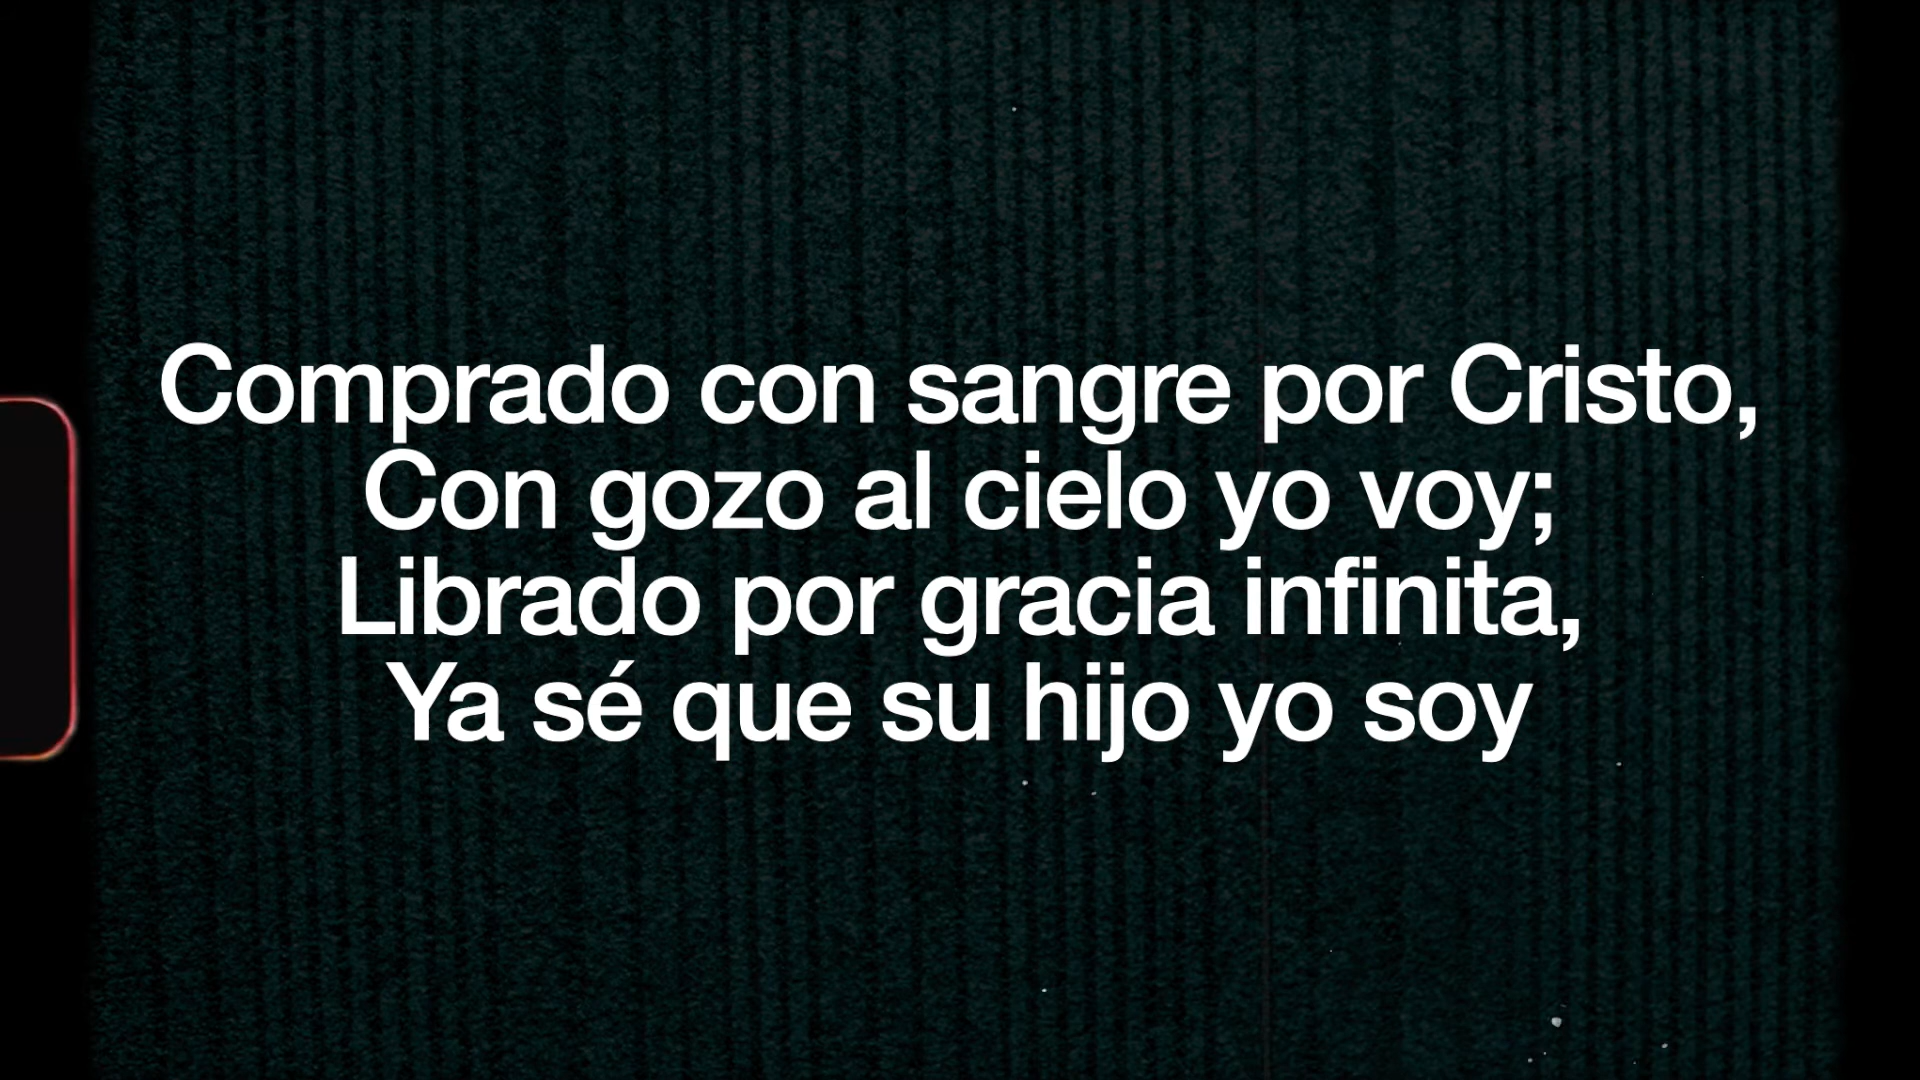 Comprado con sangre por Cristo,
Con gozo al cielo yo voy;
Librado por gracia infinita,
Ya sé que su hijo yo soy